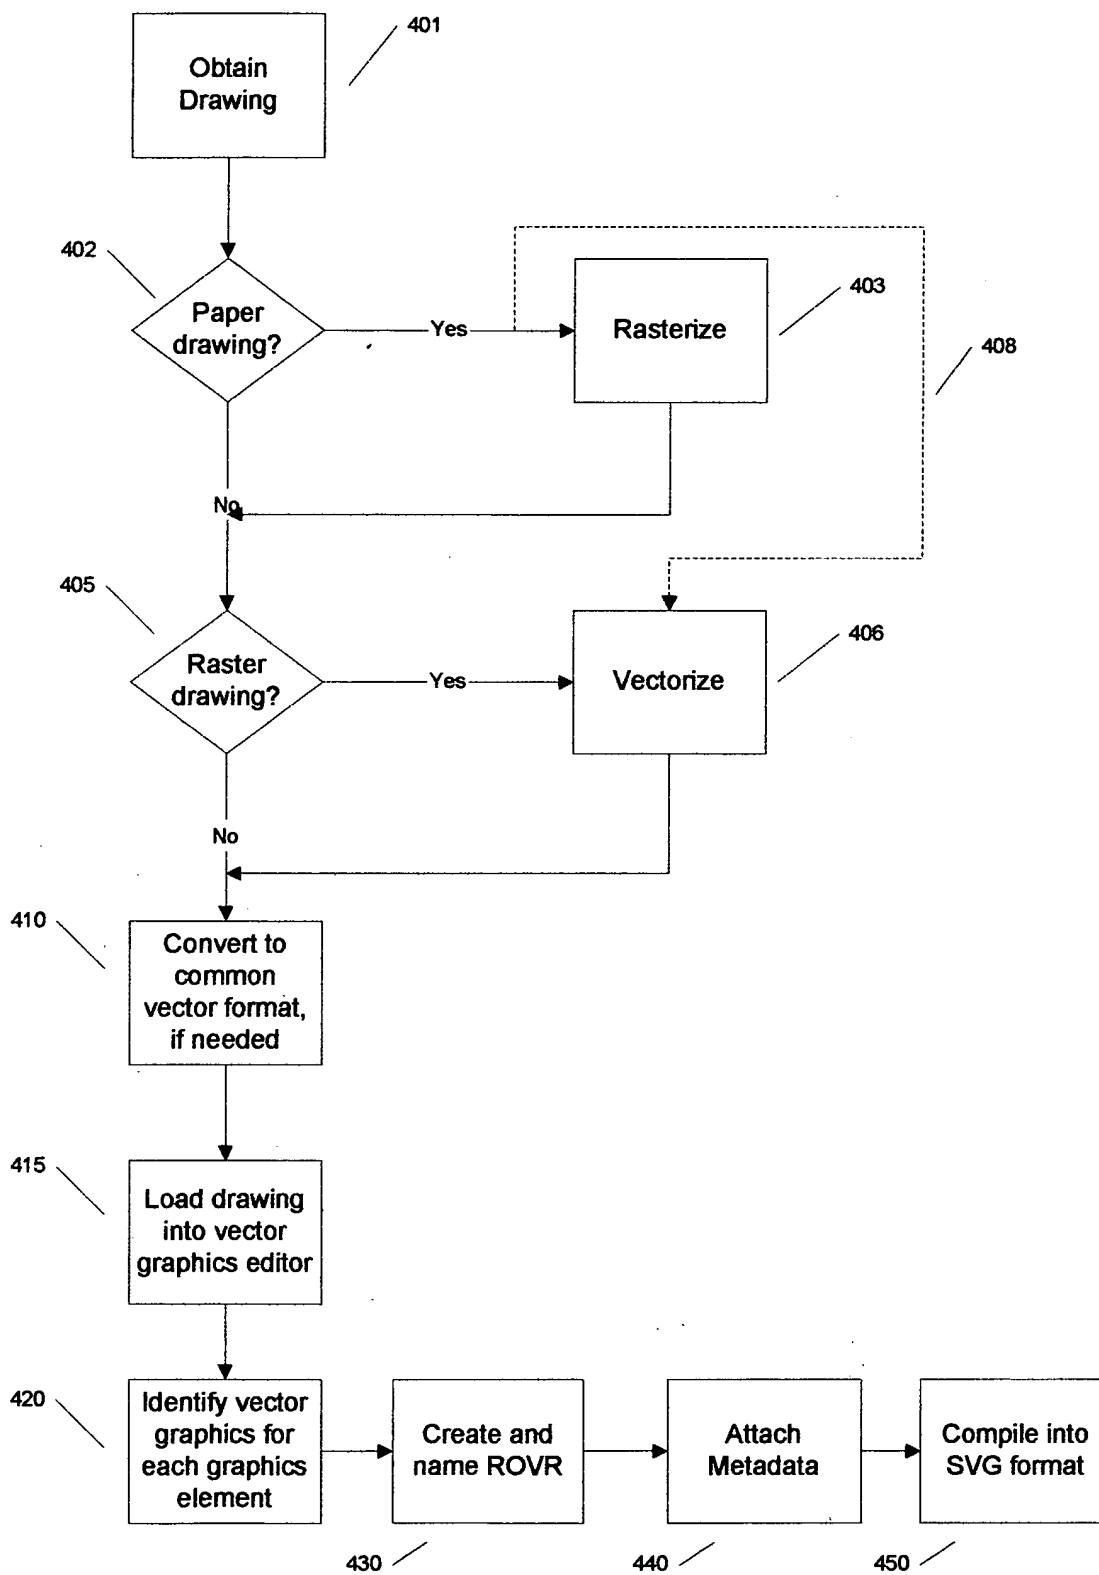 401
Obtain
Drawing
402
Paper
drawing?
Yes
Rasterize
403
408
No
405
Raster
drawing?
Yes
Vectorize
406
No
410
Convert to
common
vector format,
if needed
415
Load drawing
into vector
graphics editor
420
Identify vector
graphics for
each graphics
element
Create and
name ROVR
Attach
Metadata
Compile into
SVG format
430
440
450